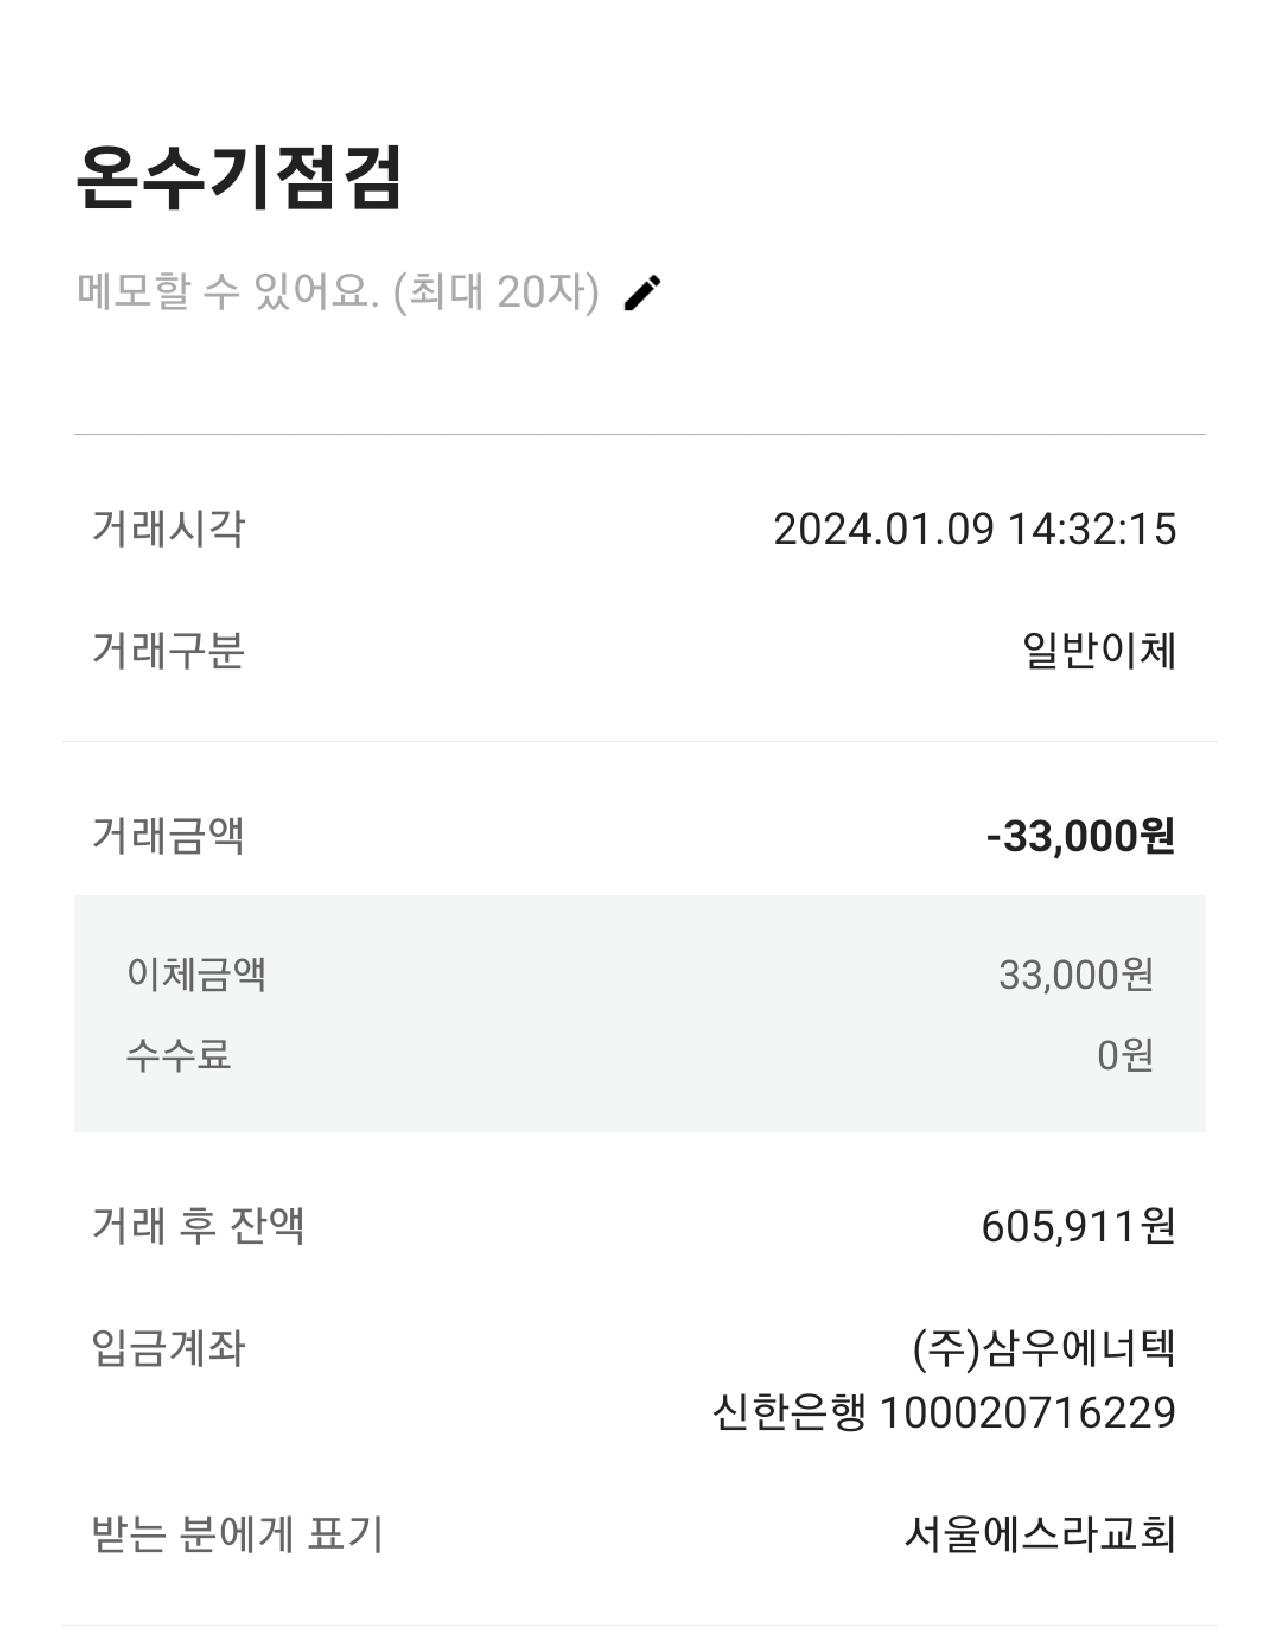 온수기점검
메모할 수 있어요. (최대 20자)
거래시각 2024.01.09 14:32:15
거래구분 일반이체
거래금액 -33,000원
이체금액 33,000원
수수료 0원
거래 후 잔액 605,911원
입금계좌 (주)삼우에너텍
신한은행 100020716229
받는 분에게 표기 서울에스라교회